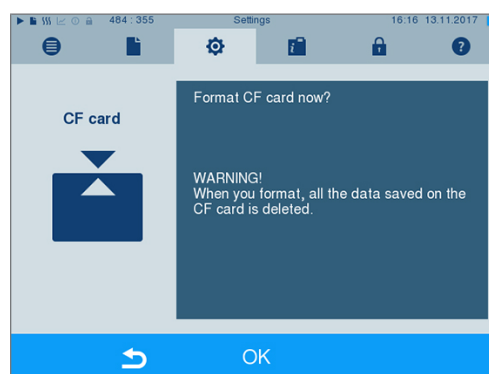 484 : 355 Settings 16:16 13.11.2017
CF card
Format CF card now?
WARNING!
When you format, all the data saved on the
CF card is deleted.
OK